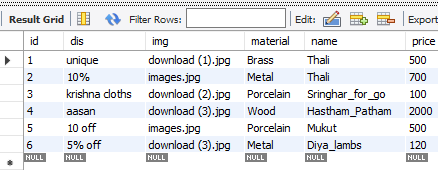 Result Grid Filter Rows: Edit: Export
id dis img material name price
1 unique download (1).jpg Brass Thali 500
2 10% images.jpg Metal Thali 700
3 krishna cloths download (2).jpg Porcelain Sringhar_for_go 100
4 aasan download (3).jpg Wood Hastham_Patham 2000
5 10 off images.jpg Porcelain Mukut 500
6 5% off download (3).jpg Metal Diya_lambs 120
NULL NULL NULL NULL NULL NULL